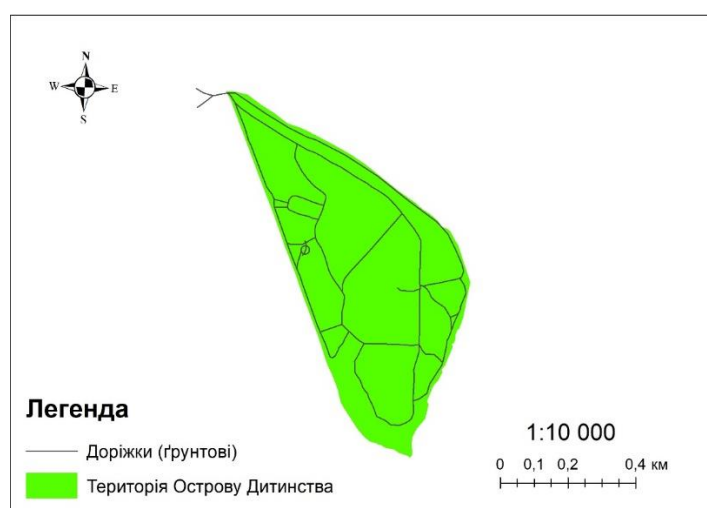 N
W E
S
Легенда
Доріжки (ґрунтові)
Територія Острову Дитинства
1:10 000
0 0,1 0,2 0,4 км